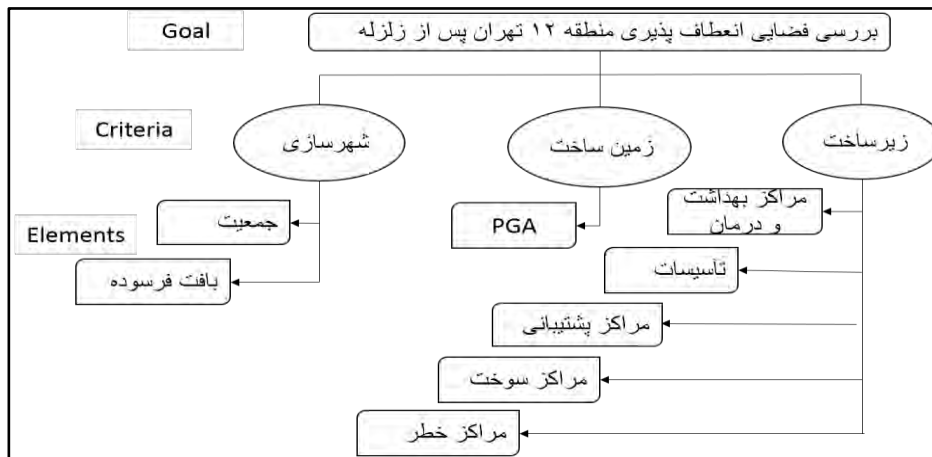 Goal
بررسی فضایی انعطاف پذیری منطقه ۱۲ تهران پس از زلزله
Criteria
زیرساخت
زمین ساخت
شهرسازی
Elements
مراکز بهداشت
و درمان
تاسیسات
مراکز پشتیبانی
مراکز سوخت
مراکز خطر
PGA
جمعیت
بافت فرسوده